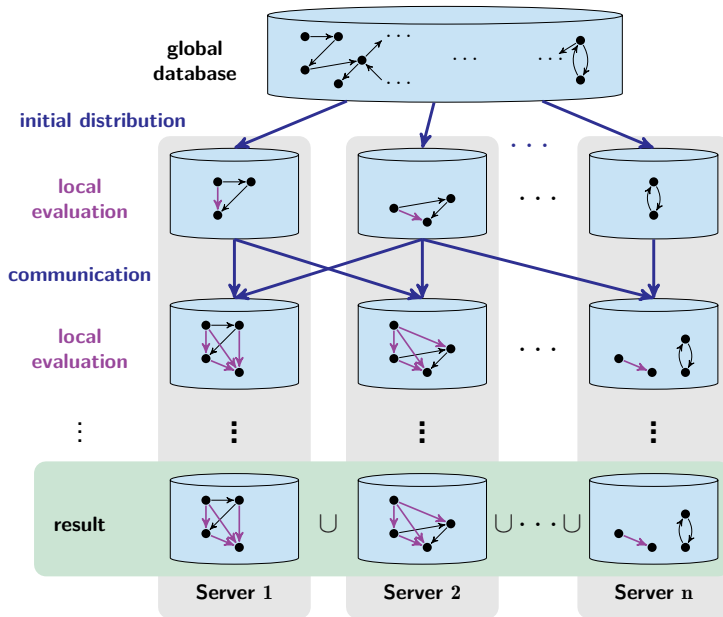 global
database
initial distribution
local
evaluation
communication
local
evaluation
result
∪
∪ · · · ∪
Server 1
Server 2
Server n